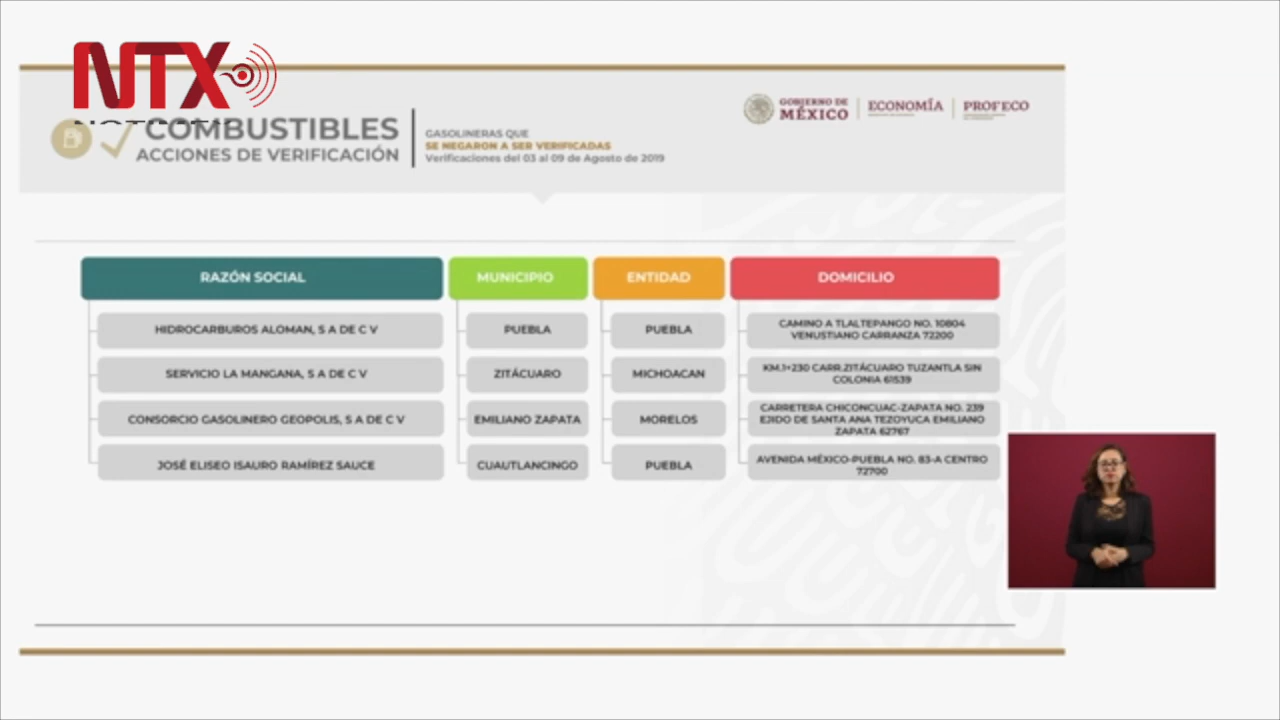 NTX
COMBUSTIBLES
ACCIONES DE VERIFICACIÓN
GASOLINERAS QUE
SE NEGARON A SER VERIFICADAS
Verificaciones del 03 al 09 de Agosto de 2019
GOBIERNO DE
MÉXICO
ECONOMÍA
PROFECO
RAZÓN SOCIAL
MUNICIPIO
ENTIDAD
DOMICILIO
HIDROCARBUROS ALOMAN, S A DE C V
PUEBLA
PUEBLA
CAMINO A TLALTEPANGO NO. 10804
VENUSTIANO CARRANZA 72200
SERVICIO LA MANGANA, S A DE C V
ZITÁCUARO
MICHOACAN
KM.1+230 CARR.ZITÁCUARO TUZANTLA SIN
COLONIA 61539
CONSORCIO GASOLINERO GEOPOLIS, S A DE C V
EMILIANO ZAPATA
MORELOS
CARRETERA CHICONCUAC-ZAPATA NO. 239
EJIDO DE SANTA ANA TEZOYUCA EMILIANO
ZAPATA 62767
JOSÉ ELISEO ISAURO RAMÍREZ SAUCE
CUAUTLANCINGO
PUEBLA
AVENIDA MÉXICO-PUEBLA NO. 83-A CENTRO
72700